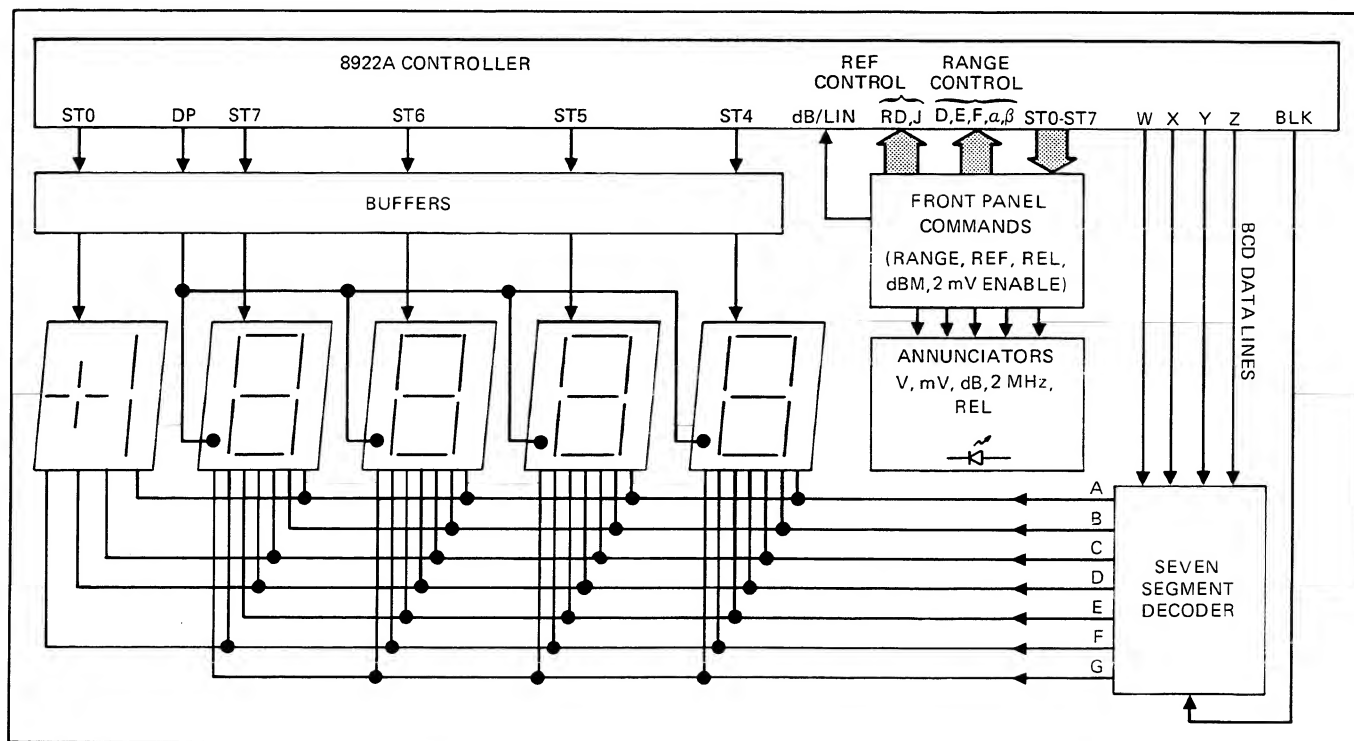 8922A CONTROLLER
REF CONTROL
RANGE CONTROL
ST0 DP ST7 ST6 ST5 ST4 dB/LIN RD,J D,E,F,α,β ST0-ST7 W X Y Z BLK
BUFFERS
FRONT PANEL
COMMANDS
(RANGE, REF, REL,
dBM, 2 mV ENABLE)
BCD DATA LINES
ANNUNCIATORS
V, mV, dB, 2 MHz,
REL
A
B
C
D
E
F
G
SEVEN
SEGMENT
DECODER